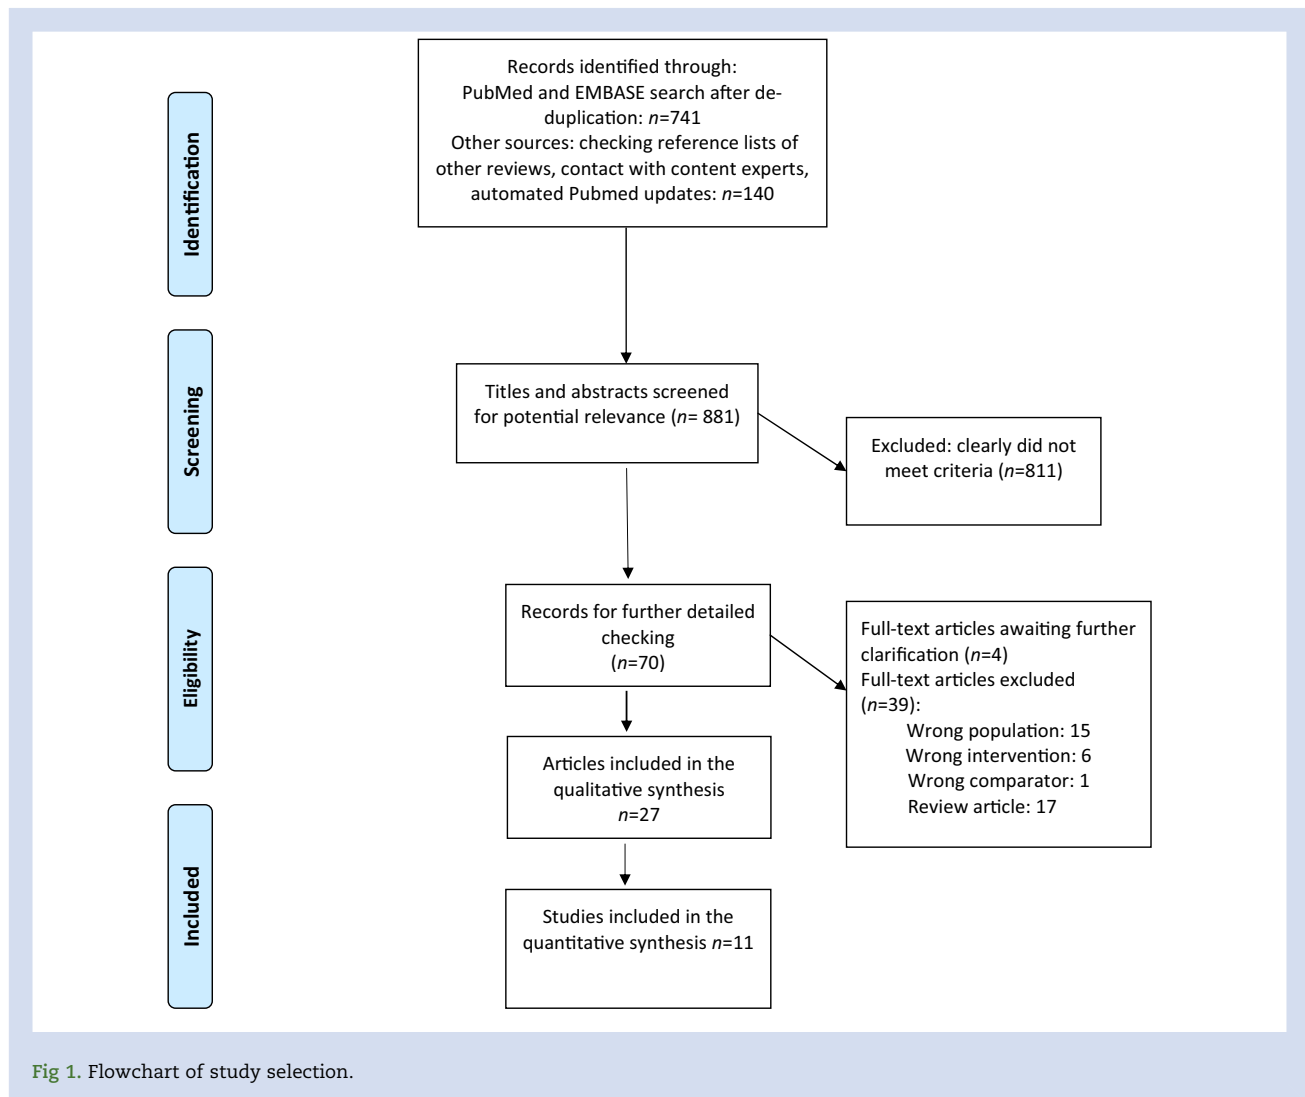 Identification
Records identified through:
PubMed and EMBASE search after de-
duplication: n=741
Other sources: checking reference lists of
other reviews, contact with content experts,
automated Pubmed updates: n=140
Screening
Titles and abstracts screened
for potential relevance (n= 881)
Excluded: clearly did not
meet criteria (n=811)
Eligibility
Records for further detailed
checking
(n=70)
Full-text articles awaiting further
clarification (n=4)
Full-text articles excluded
(n=39):
Wrong population: 15
Wrong intervention: 6
Wrong comparator: 1
Review article: 17
Articles included in the
qualitative synthesis
n=27
Included
Studies included in the
quantitative synthesis n=11
Fig 1. Flowchart of study selection.